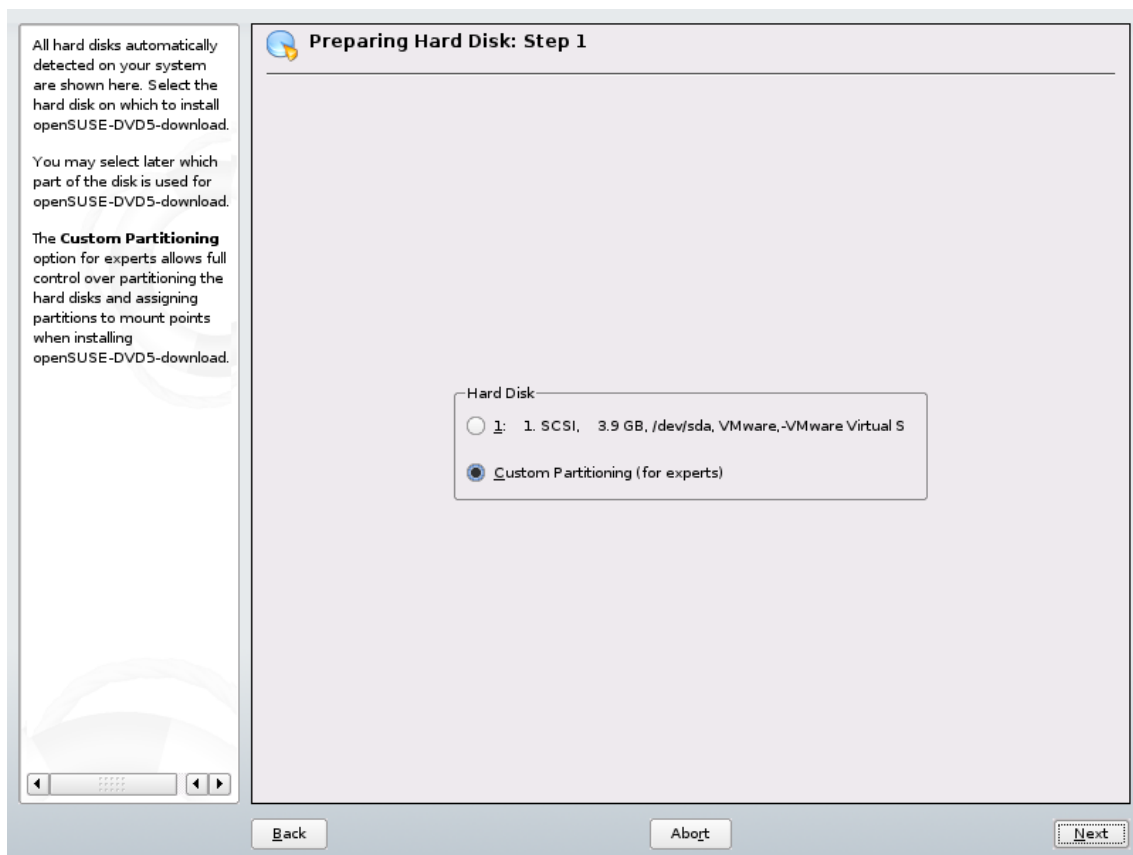 All hard disks automatically
detected on your system
are shown here. Select the
hard disk on which to install
openSUSE-DVD5-download.
You may select later which
part of the disk is used for
openSUSE-DVD5-download.
The Custom Partitioning
option for experts allows full
control over partitioning the
hard disks and assigning
partitions to mount points
when installing
openSUSE-DVD5-download.
Preparing Hard Disk: Step 1
Hard Disk
1: 1. SCSI, 3.9 GB, /dev/sda, VMware,-VMware Virtual S
Custom Partitioning (for experts)
Back
Abort
Next